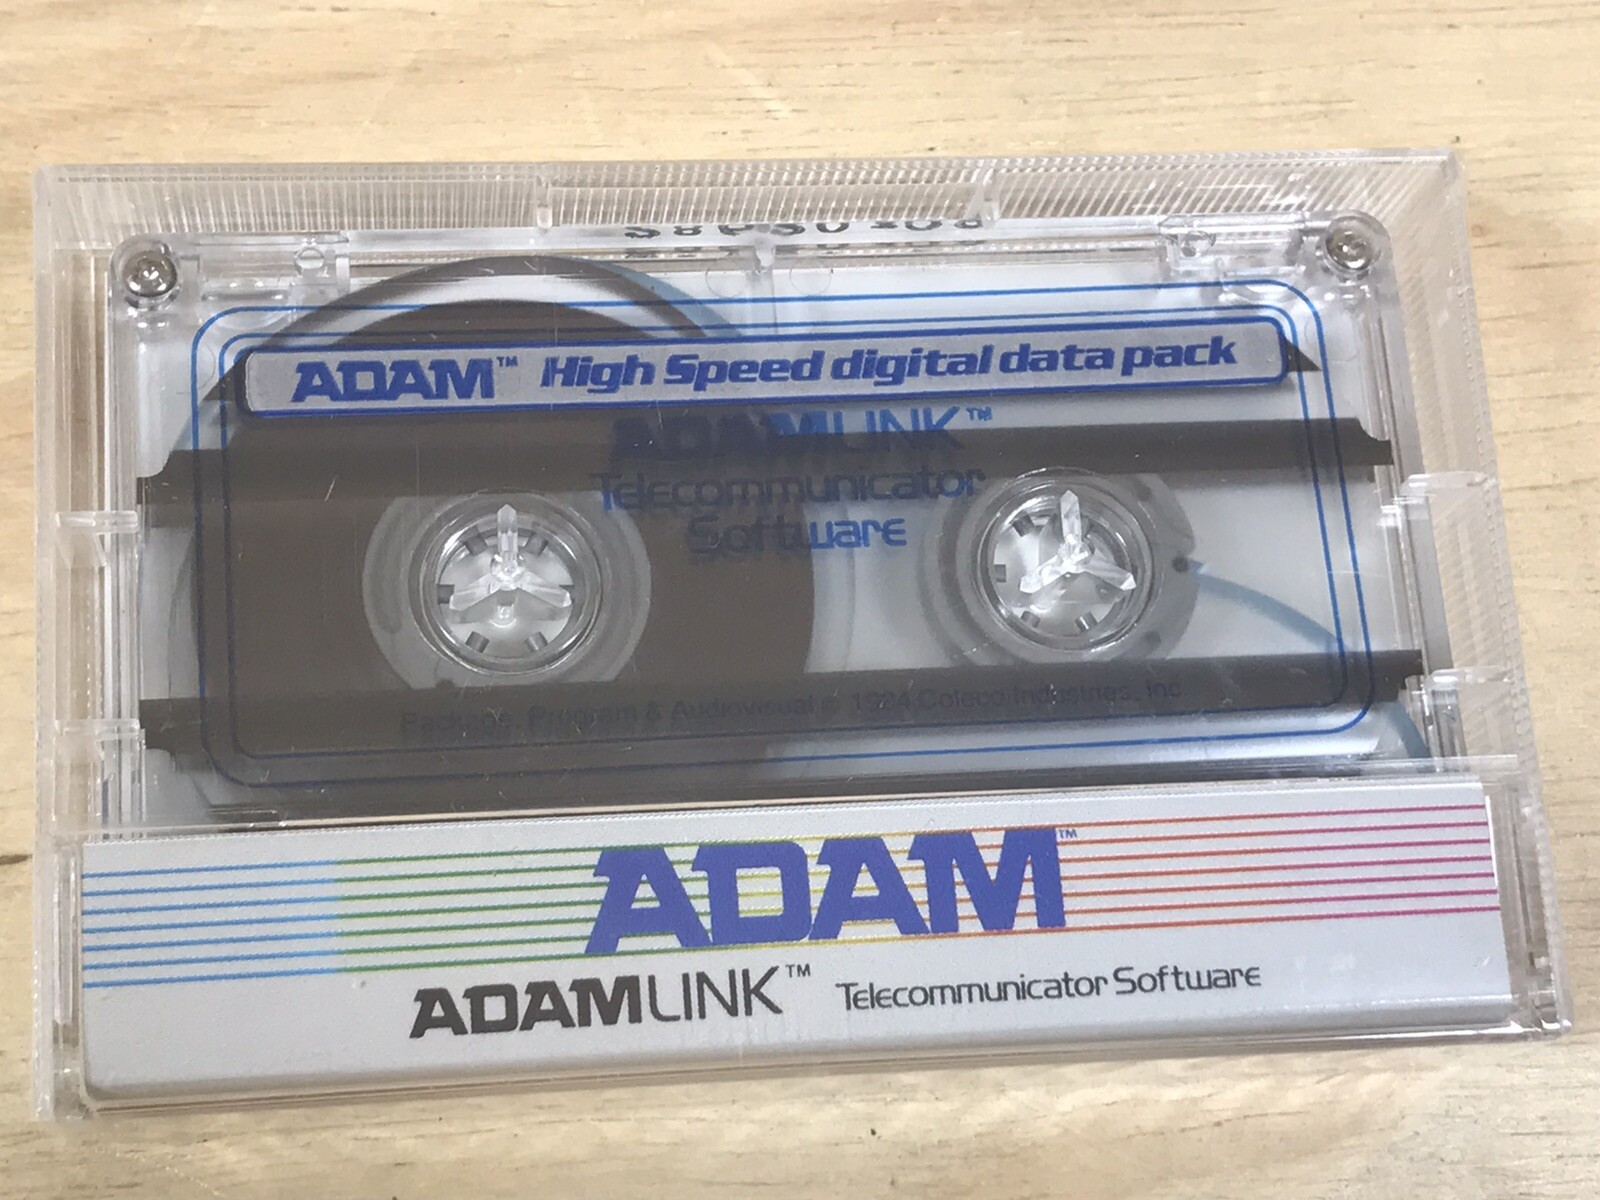 ADAM™ High Speed digital data pack
ADAMLINK™
Telecommunicator
Software
Package, Program & Audiovisual © 1984 Coleco Industries, Inc
ADAM™
ADAMLINK™ Telecommunicator Software